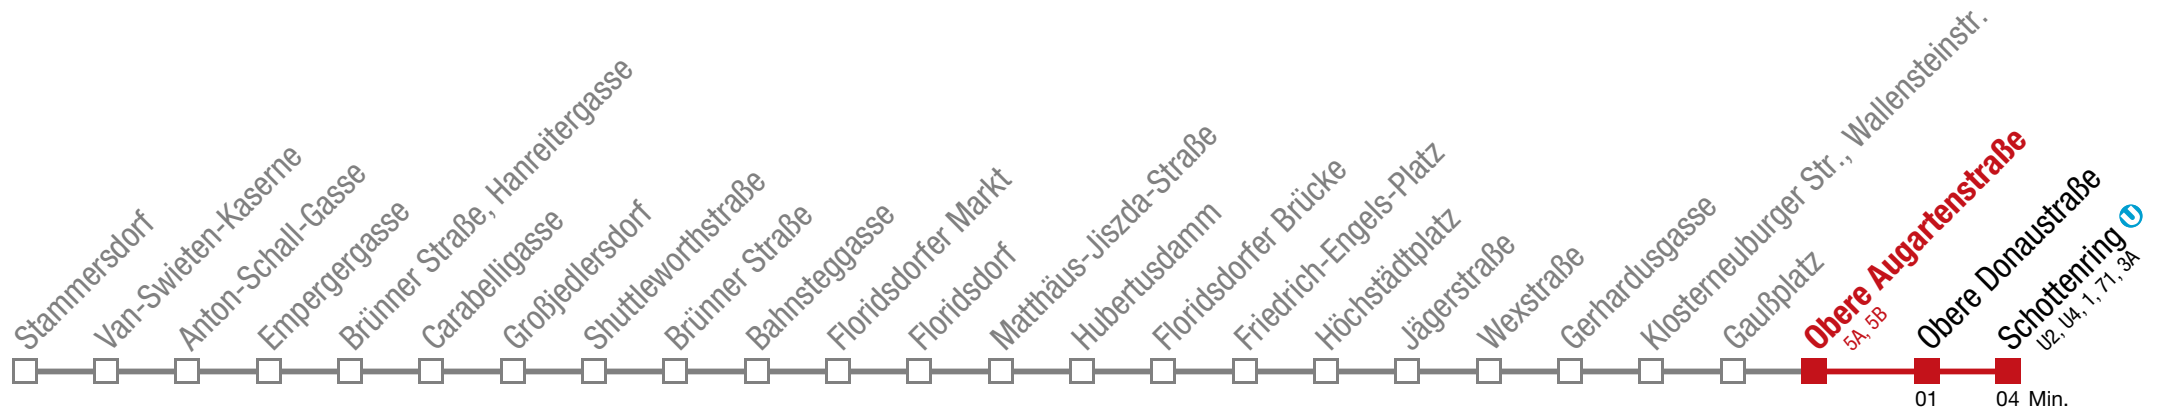 Stammersdorf
Van-Swieten-Kaserne
Anton-Schall-Gasse
Empergergasse
Brünner Straße, Hanreitergasse
Carabelligasse
Großjedlersdorf
Shuttleworthstraße
Brünner Straße
Bahnsteggasse
Floridsdorfer Markt
Floridsdorf
Matthäus-Jiszda-Straße
Hubertusdamm
Floridsdorfer Brücke
Friedrich-Engels-Platz
Höchstädtplatz
Jägerstraße
Wexstraße
Gerhardusgasse
Klosterneuburger Str., Wallensteinstr.
Gaußplatz
Obere Augartenstraße
5A, 5B
Obere Donaustraße
Schottenring U
U2, U4, 1, 71, 3A
01
04 Min.